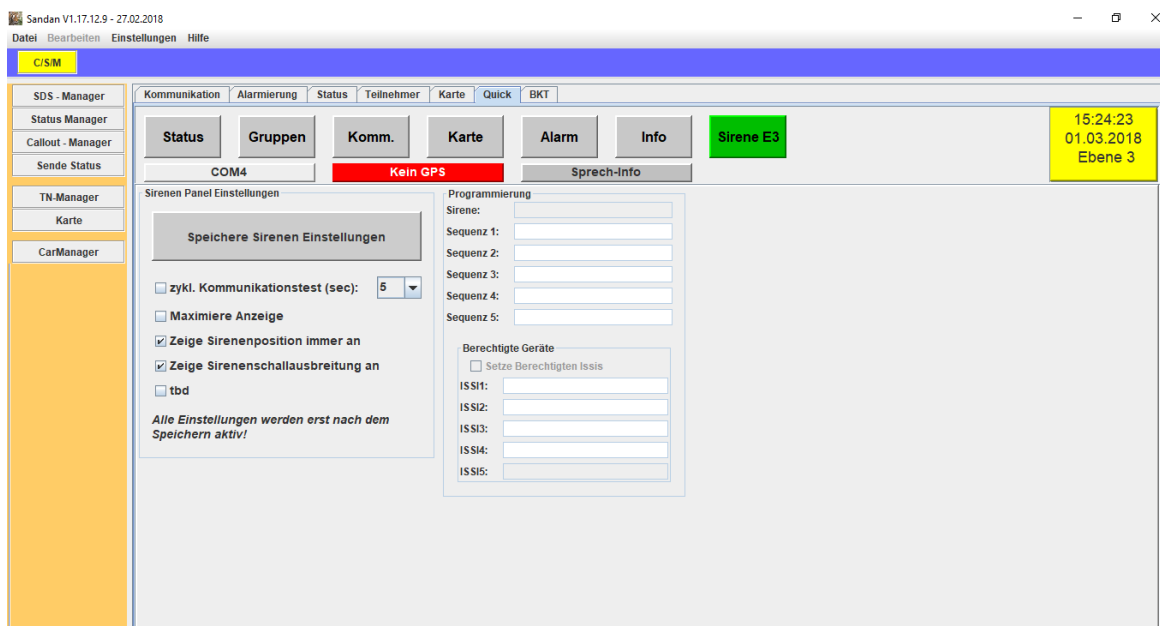 Sandan V1.17.12.9 - 27.02.2018
Datei Bearbeiten Einstellungen Hilfe
C/S/M
SDS - Manager
Status Manager
Callout - Manager
Sende Status
TN-Manager
Karte
CarManager
Kommunikation Alarmierung Status Teilnehmer Karte Quick BKT
Status Gruppen Komm. Karte Alarm Info Sirene E3
COM4 Kein GPS Sprech-Info
15:24:23
01.03.2018
Ebene 3
Sirenen Panel Einstellungen
Speichere Sirenen Einstellungen
zykl. Kommunikationstest (sec): 5
Maximiere Anzeige
Zeige Sirenenposition immer an
Zeige Sirenenschallausbreitung an
tbd
Alle Einstellungen werden erst nach dem
Speichern aktiv!
Programmierung
Sirene:
Sequenz 1:
Sequenz 2:
Sequenz 3:
Sequenz 4:
Sequenz 5:
Berechtigte Geräte
Setze Berechtigten Issis
ISSI1:
ISSI2:
ISSI3:
ISSI4:
ISSI5: